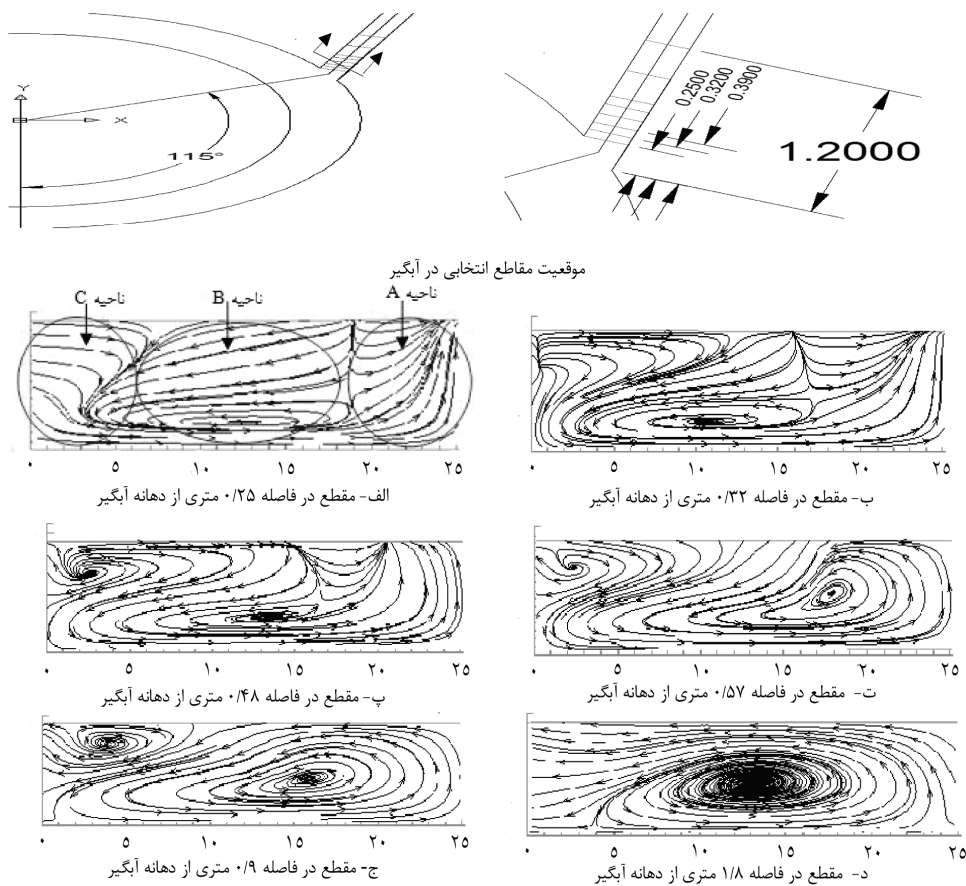 Y
X
115°
0.2500
0.3200
0.3900
1.2000
موقعیت مقاطع انتخابی در آبگیر
ناحیه A
ناحیه B
ناحیه C
۰ ۵ ۱۰ ۱۵ ۲۰ ۲۵
الف- مقطع در فاصله ۰/۲۵ متری از دهانه آبگیر
۰ ۵ ۱۰ ۱۵ ۲۰ ۲۵
ب- مقطع در فاصله ۰/۳۲ متری از دهانه آبگیر
۰ ۵ ۱۰ ۱۵ ۲۰ ۲۵
پ- مقطع در فاصله ۰/۴۸ متری از دهانه آبگیر
۰ ۵ ۱۰ ۱۵ ۲۰ ۲۵
ت- مقطع در فاصله ۰/۵۷ متری از دهانه آبگیر
۰ ۵ ۱۰ ۱۵ ۲۰ ۲۵
ج- مقطع در فاصله ۰/۹ متری از دهانه آبگیر
۰ ۵ ۱۰ ۱۵ ۲۰ ۲۵
د- مقطع در فاصله ۱/۸ متری از دهانه آبگیر